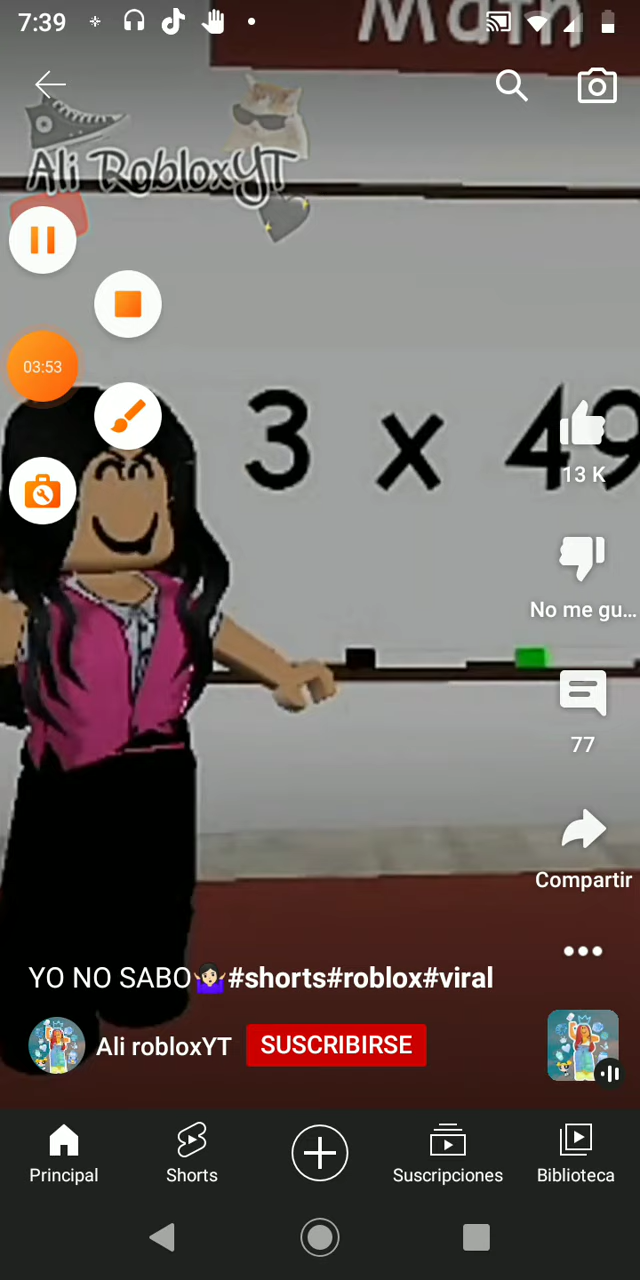 7:39
Math
Ali RobloxYT
03:53
3 x 49
13 K
No me gu...
77
Compartir
YO NO SABO🤷🏻‍♀️#shorts#roblox#viral
Ali robloxYT SUSCRIBIRSE
Principal Shorts Suscripciones Biblioteca